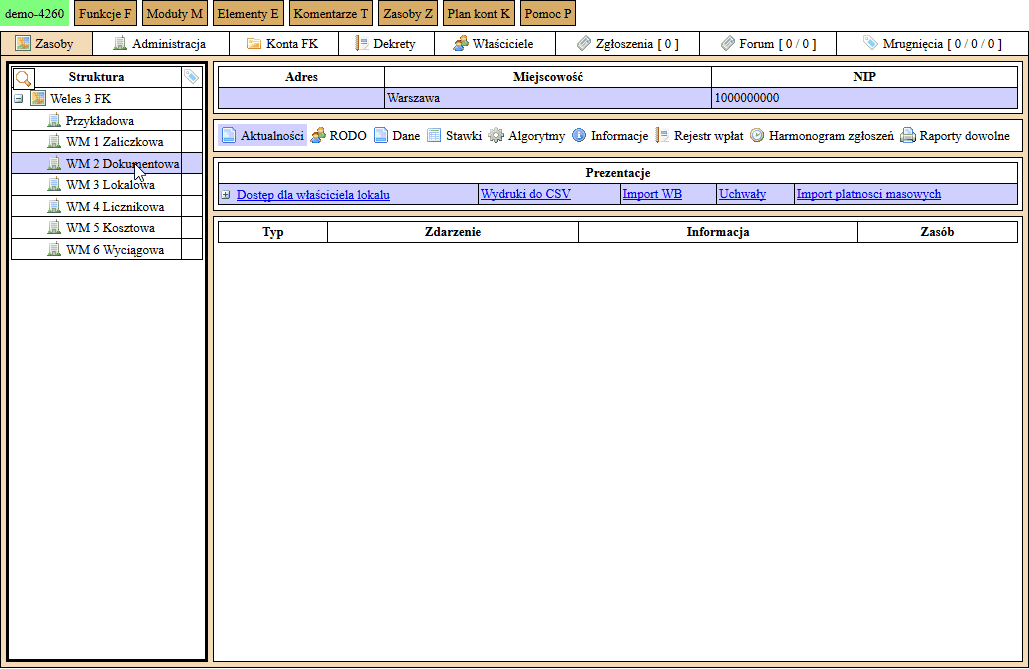 demo-4260 Funkcje F Moduły M Elementy E Komentarze T Zasoby Z Plan kont K Pomoc P
Zasoby Administracja Konta FK Dekrety Właściciele Zgłoszenia [ 0 ] Forum [ 0 / 0 ] Mrugnięcia [ 0 / 0 / 0 ]
Struktura
Weles 3 FK
Przykładowa
WM 1 Zaliczkowa
WM 2 Dokumentowa
WM 3 Lokalowa
WM 4 Licznikowa
WM 5 Kosztowa
WM 6 Wyciągowa
Adres Miejscowość NIP
Warszawa 1000000000
Aktualności RODO Dane Stawki Algorytmy Informacje Rejestr wpłat Harmonogram zgłoszeń Raporty dowolne
Prezentacje
Dostęp dla właściciela lokalu Wydruki do CSV Import WB Uchwały Import platnosci masowych
Typ Zdarzenie Informacja Zasób